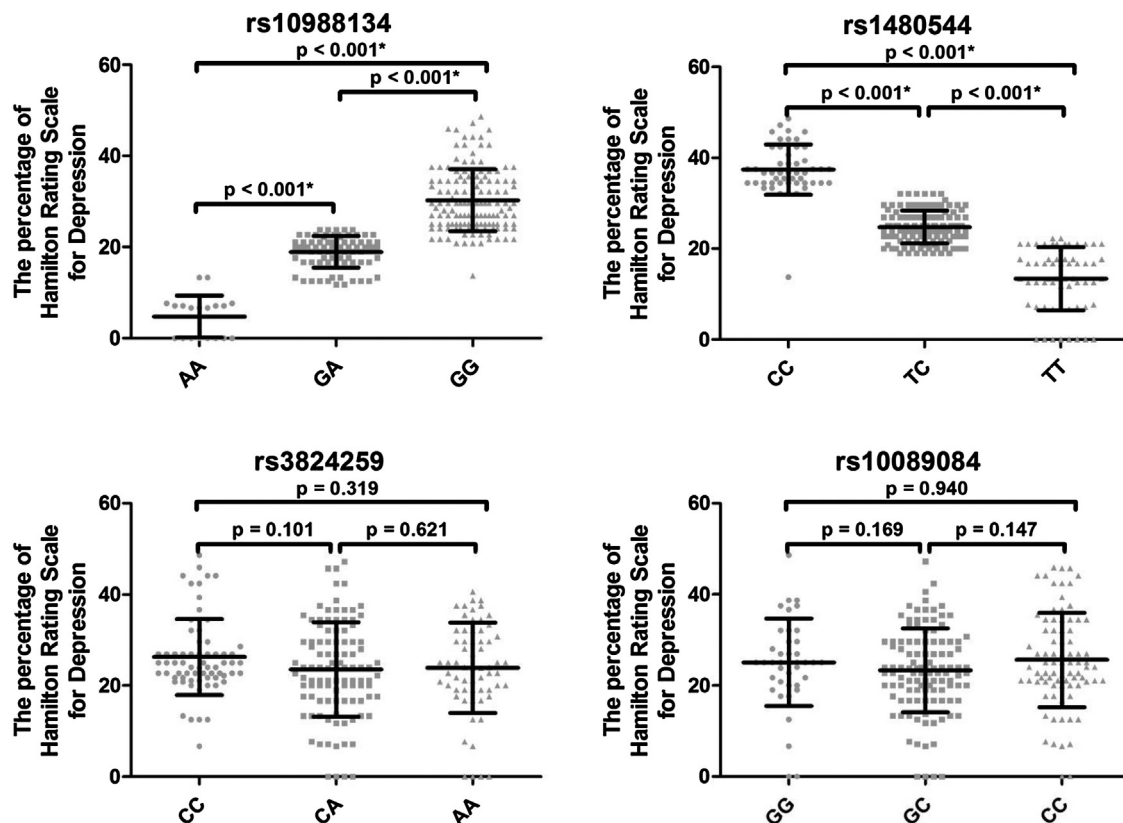 rs10988134
p < 0.001*
p < 0.001*
p < 0.001*
The percentage of
Hamilton Rating Scale
for Depression
60
40
20
0
AA
GA
GG
rs1480544
p < 0.001*
p < 0.001*
p < 0.001*
The percentage of
Hamilton Rating Scale
for Depression
60
40
20
0
CC
TC
TT
rs3824259
p = 0.319
p = 0.101
p = 0.621
The percentage of
Hamilton Rating Scale
for Depression
60
40
20
0
CC
CA
AA
rs10089084
p = 0.940
p = 0.169
p = 0.147
The percentage of
Hamilton Rating Scale
for Depression
60
40
20
0
GG
GC
CC